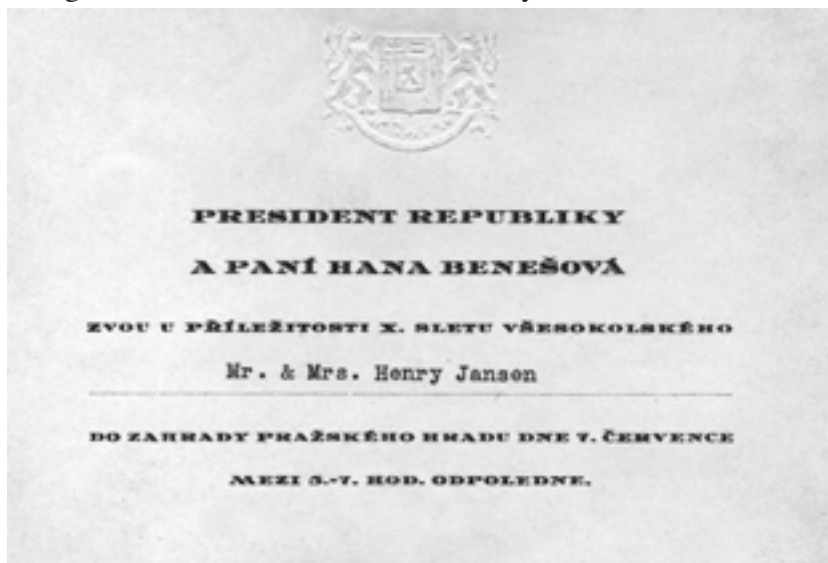 PRESIDENT REPUBLIKY
A PANÍ HANA BENEŠOVÁ
ZVOU U PŘÍLEŽITOSTI X. SLETU VŠESOKOLSKÉHO
Mr. & Mrs. Henry Jansen
DO ZAHRADY PRAŽSKÉHO HRADU DNE 7. ČERVENCE
MEZI 5.-7. HOD. ODPOLEDNE.